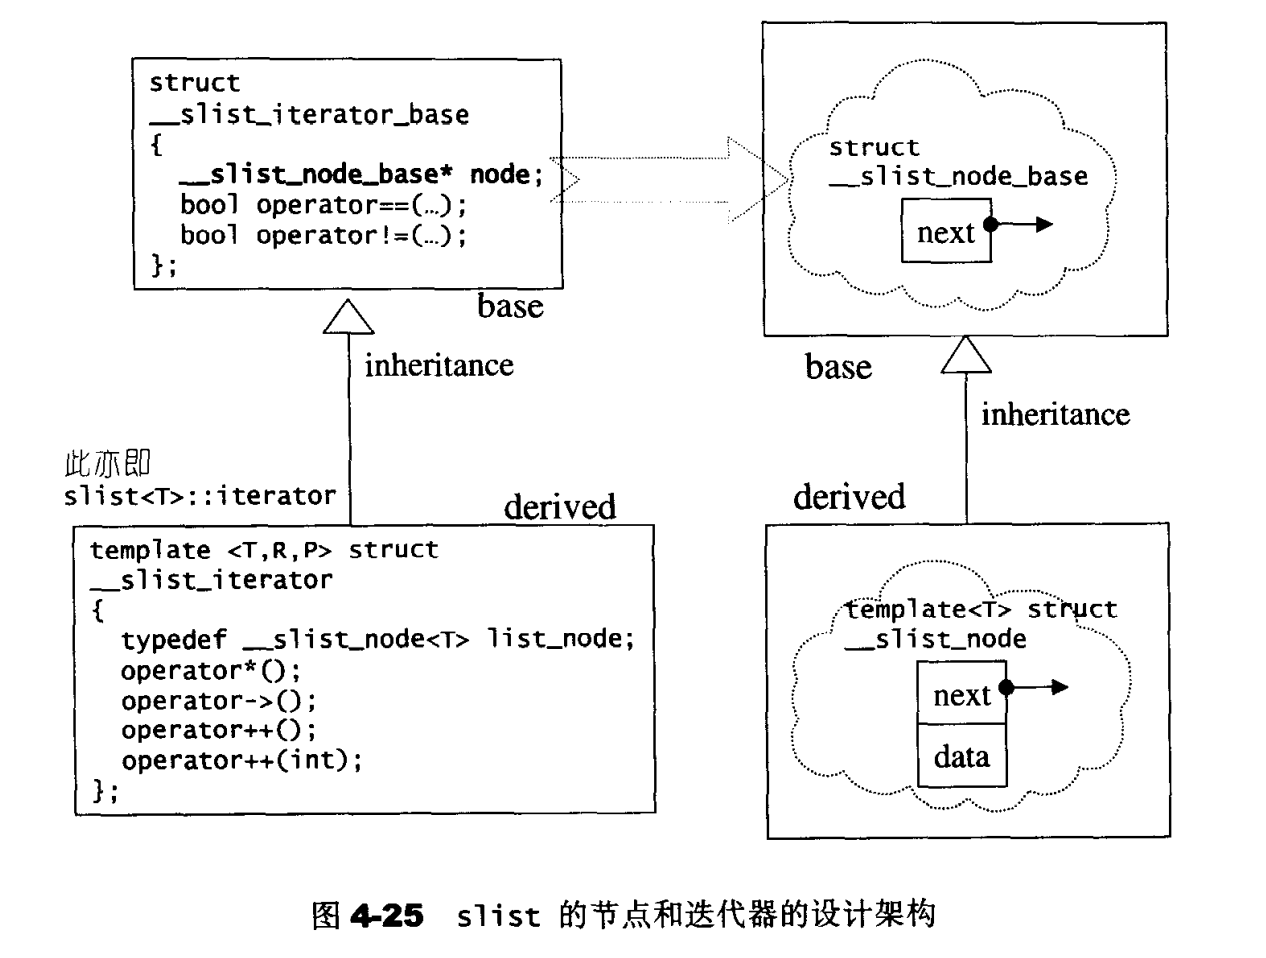 struct
__slist_iterator_base
{
__slist_node_base* node;
bool operator==(…);
bool operator!=(…);
};
base
inheritance
此亦即
slist<T>::iterator
derived
template <T,R,P> struct
__slist_iterator
{
typedef __slist_node<T> list_node;
operator*();
operator->();
operator++();
operator++(int);
};
struct
__slist_node_base
next
base
inheritance
derived
template<T> struct
__slist_node
next
data
图 4-25 slist 的节点和迭代器的设计架构